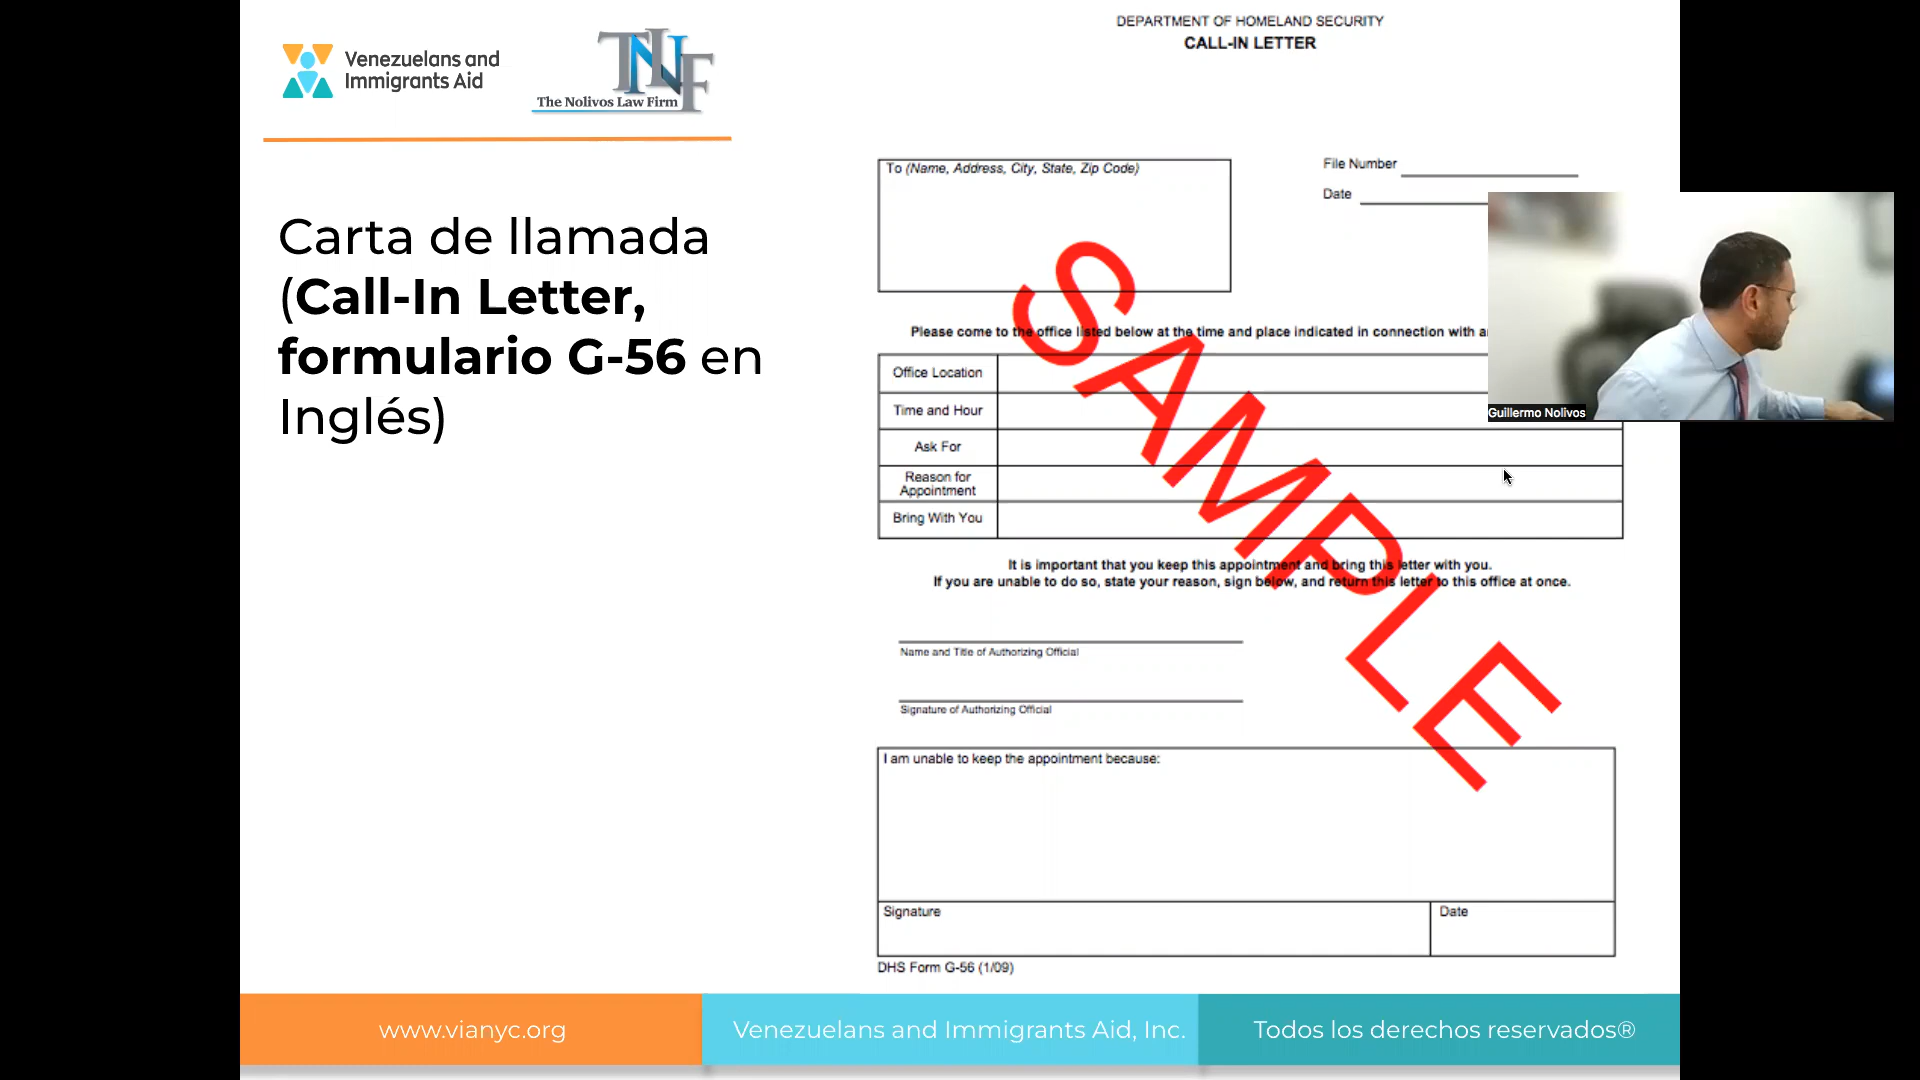 Venezuelans and
Immigrants Aid
TNLF
The Nolivos Law Firm
Carta de llamada
(Call-In Letter,
formulario G-56 en
Inglés)
DEPARTMENT OF HOMELAND SECURITY
CALL-IN LETTER
To (Name, Address, City, State, Zip Code)
File Number
Date
Please come to the office listed below at the time and place indicated in connection with
Office Location
Time and Hour
Ask For
Reason for
Appointment
Bring With You
It is important that you keep this appointment and bring this letter with you.
If you are unable to do so, state your reason, sign below, and return this letter to this office at once.
Name and Title of Authorizing Official
Signature of Authorizing Official
I am unable to keep the appointment because:
Signature
Date
DHS Form G-56 (1/09)
SAMPLE
Guillermo Nolivos
www.vianyc.org
Venezuelans and Immigrants Aid, Inc.
Todos los derechos reservados®